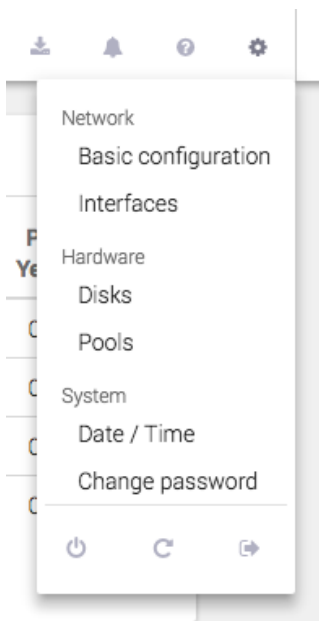 Network
Basic configuration
Interfaces
Hardware
Disks
Pools
System
Date / Time
Change password